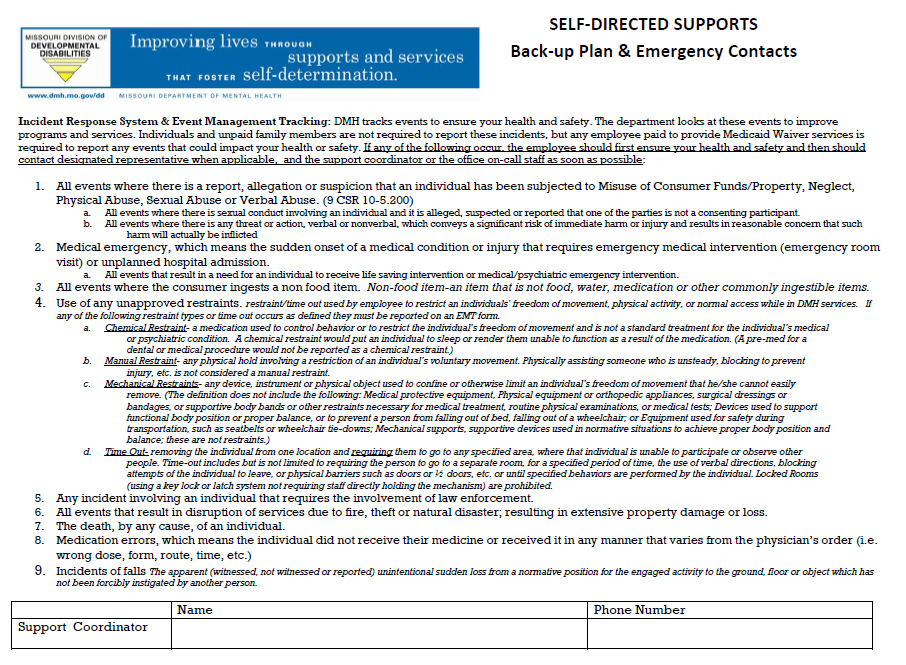 SELF-DIRECTED SUPPORTS
Back-up Plan & Emergency Contacts
MISSOURI DIVISION OF
DEVELOPMENTAL
DISABILITIES
Improving lives THROUGH
supports and services
THAT FOSTER self-determination.
www.dmh.mo.gov/dd MISSOURI DEPARTMENT OF MENTAL HEALTH
Incident Response System & Event Management Tracking: DMH tracks events to ensure your health and safety. The department looks at these events to improve
programs and services. Individuals and unpaid family members are not required to report these incidents, but any employee paid to provide Medicaid Waiver services is
required to report any events that could impact your health or safety. If any of the following occur, the employee should first ensure your health and safety and then should
contact designated representative when applicable, and the support coordinator or the office on-call staff as soon as possible:
1. All events where there is a report, allegation or suspicion that an individual has been subjected to Misuse of Consumer Funds/Property, Neglect,
Physical Abuse, Sexual Abuse or Verbal Abuse. (9 CSR 10-5.200)
a. All events where there is sexual conduct involving an individual and it is alleged, suspected or reported that one of the parties is not a consenting participant.
b. All events where there is any threat or action, verbal or nonverbal, which conveys a significant risk of immediate harm or injury and results in reasonable concern that such
harm will actually be inflicted
2. Medical emergency, which means the sudden onset of a medical condition or injury that requires emergency medical intervention (emergency room
visit) or unplanned hospital admission.
a. All events that result in a need for an individual to receive life saving intervention or medical/psychiatric emergency intervention.
3. All events where the consumer ingests a non food item. Non-food item-an item that is not food, water, medication or other commonly ingestible items.
4. Use of any unapproved restraints. restraint/time out used by employee to restrict an individuals' freedom of movement, physical activity, or normal access while in DMH services. If
any of the following restraint types or time out occurs as defined they must be reported on an EMT form.
a. Chemical Restraint- a medication used to control behavior or to restrict the individual's freedom of movement and is not a standard treatment for the individual's medical
or psychiatric condition. A chemical restraint would put an individual to sleep or render them unable to function as a result of the medication. (A pre-med for a
dental or medical procedure would not be reported as a chemical restraint.)
b. Manual Restraint- any physical hold involving a restriction of an individual's voluntary movement. Physically assisting someone who is unsteady, blocking to prevent
injury, etc. is not considered a manual restraint.
c. Mechanical Restraints- any device, instrument or physical object used to confine or otherwise limit an individual's freedom of movement that he/she cannot easily
remove. (The definition does not include the following: Medical protective equipment, Physical equipment or orthopedic appliances, surgical dressings or
bandages, or supportive body bands or other restraints necessary for medical treatment, routine physical examinations, or medical tests; Devices used to support
functional body position or proper balance, or to prevent a person from falling out of bed, falling out of a wheelchair; or Equipment used for safety during
transportation, such as seatbelts or wheelchair tie-downs; Mechanical supports, supportive devices used in normative situations to achieve proper body position and
balance; these are not restraints.)
d. Time Out- removing the individual from one location and requiring them to go to any specified area, where that individual is unable to participate or observe other
people. Time-out includes but is not limited to requiring the person to go to a separate room, for a specified period of time, the use of verbal directions, blocking
attempts of the individual to leave, or physical barriers such as doors or ½ doors, etc. or until specified behaviors are performed by the individual. Locked Rooms
(using a key lock or latch system not requiring staff directly holding the mechanism) are prohibited.
5. Any incident involving an individual that requires the involvement of law enforcement.
6. All events that result in disruption of services due to fire, theft or natural disaster; resulting in extensive property damage or loss.
7. The death, by any cause, of an individual.
8. Medication errors, which means the individual did not receive their medicine or received it in any manner that varies from the physician's order (i.e.
wrong dose, form, route, time, etc.)
9. Incidents of falls The apparent (witnessed, not witnessed or reported) unintentional sudden loss from a normative position for the engaged activity to the ground, floor or object which has
not been forcibly instigated by another person.
Name Phone Number
Support Coordinator